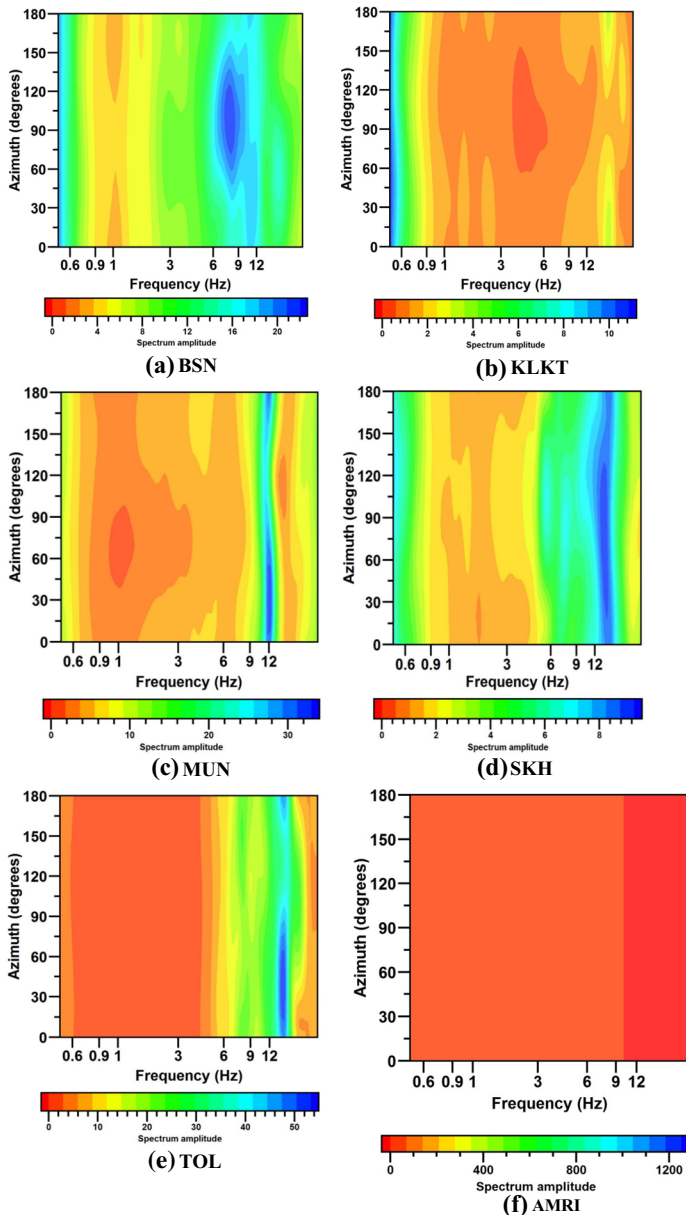 180
150
120
90
60
30
0
Azimuth (degrees)
0.6 0.9 1 3 6 9 12
Frequency (Hz)
0 4 8 12 16 20
Spectrum amplitude
(a) BSN
180
150
120
90
60
30
0
Azimuth (degrees)
0.6 0.9 1 3 6 9 12
Frequency (Hz)
0 2 4 6 8 10
Spectrum amplitude
(b) KLKT
180
150
120
90
60
30
0
Azimuth (degrees)
0.6 0.9 1 3 6 9 12
Frequency (Hz)
0 10 20 30
Spectrum amplitude
(c) MUN
180
150
120
90
60
30
0
Azimuth (degrees)
0.6 0.9 1 3 6 9 12
Frequency (Hz)
0 2 4 6 8
Spectrum amplitude
(d) SKH
180
150
120
90
60
30
0
Azimuth (degrees)
0.6 0.9 1 3 6 9 12
Frequency (Hz)
0 10 20 30 40 50
Spectrum amplitude
(e) TOL
180
150
120
90
60
30
0
Azimuth (degrees)
0.6 0.9 1 3 6 9 12
Frequency (Hz)
0 400 800 1200
Spectrum amplitude
(f) AMRI